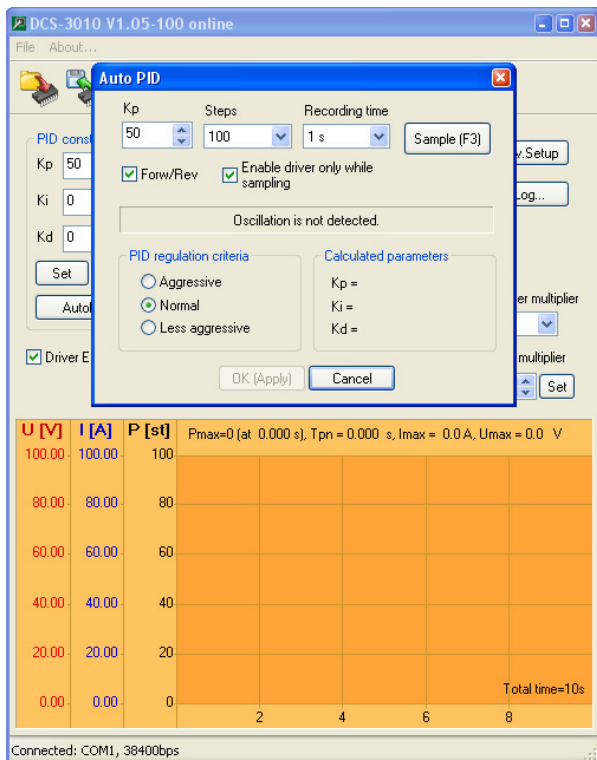 DCS-3010 V1.05-100 online
File About...
Auto PID
Kp Steps Recording time
50 100 1 s Sample (F3)
Forw/Rev Enable driver only while sampling
Oscillation is not detected.
PID regulation criteria Calculated parameters
Aggressive Kp =
Normal Ki =
Less aggressive Kd =
OK (Apply) Cancel
PID
Kp 50
Ki 0
Kd 0
Set
Driver
.Setup
.og...
multiplier
multiplier
Set
U [V] I [A] P [st] Pmax=0 (at 0.000 s), Tpn = 0.000 s, Imax = 0.0 A, Umax = 0.0 V
100.00 100.00 100
80.00 80.00 80
60.00 60.00 60
40.00 40.00 40
20.00 20.00 20
Total time=10s
0.00 0.00 0
2 4 6 8
Connected: COM1, 38400bps